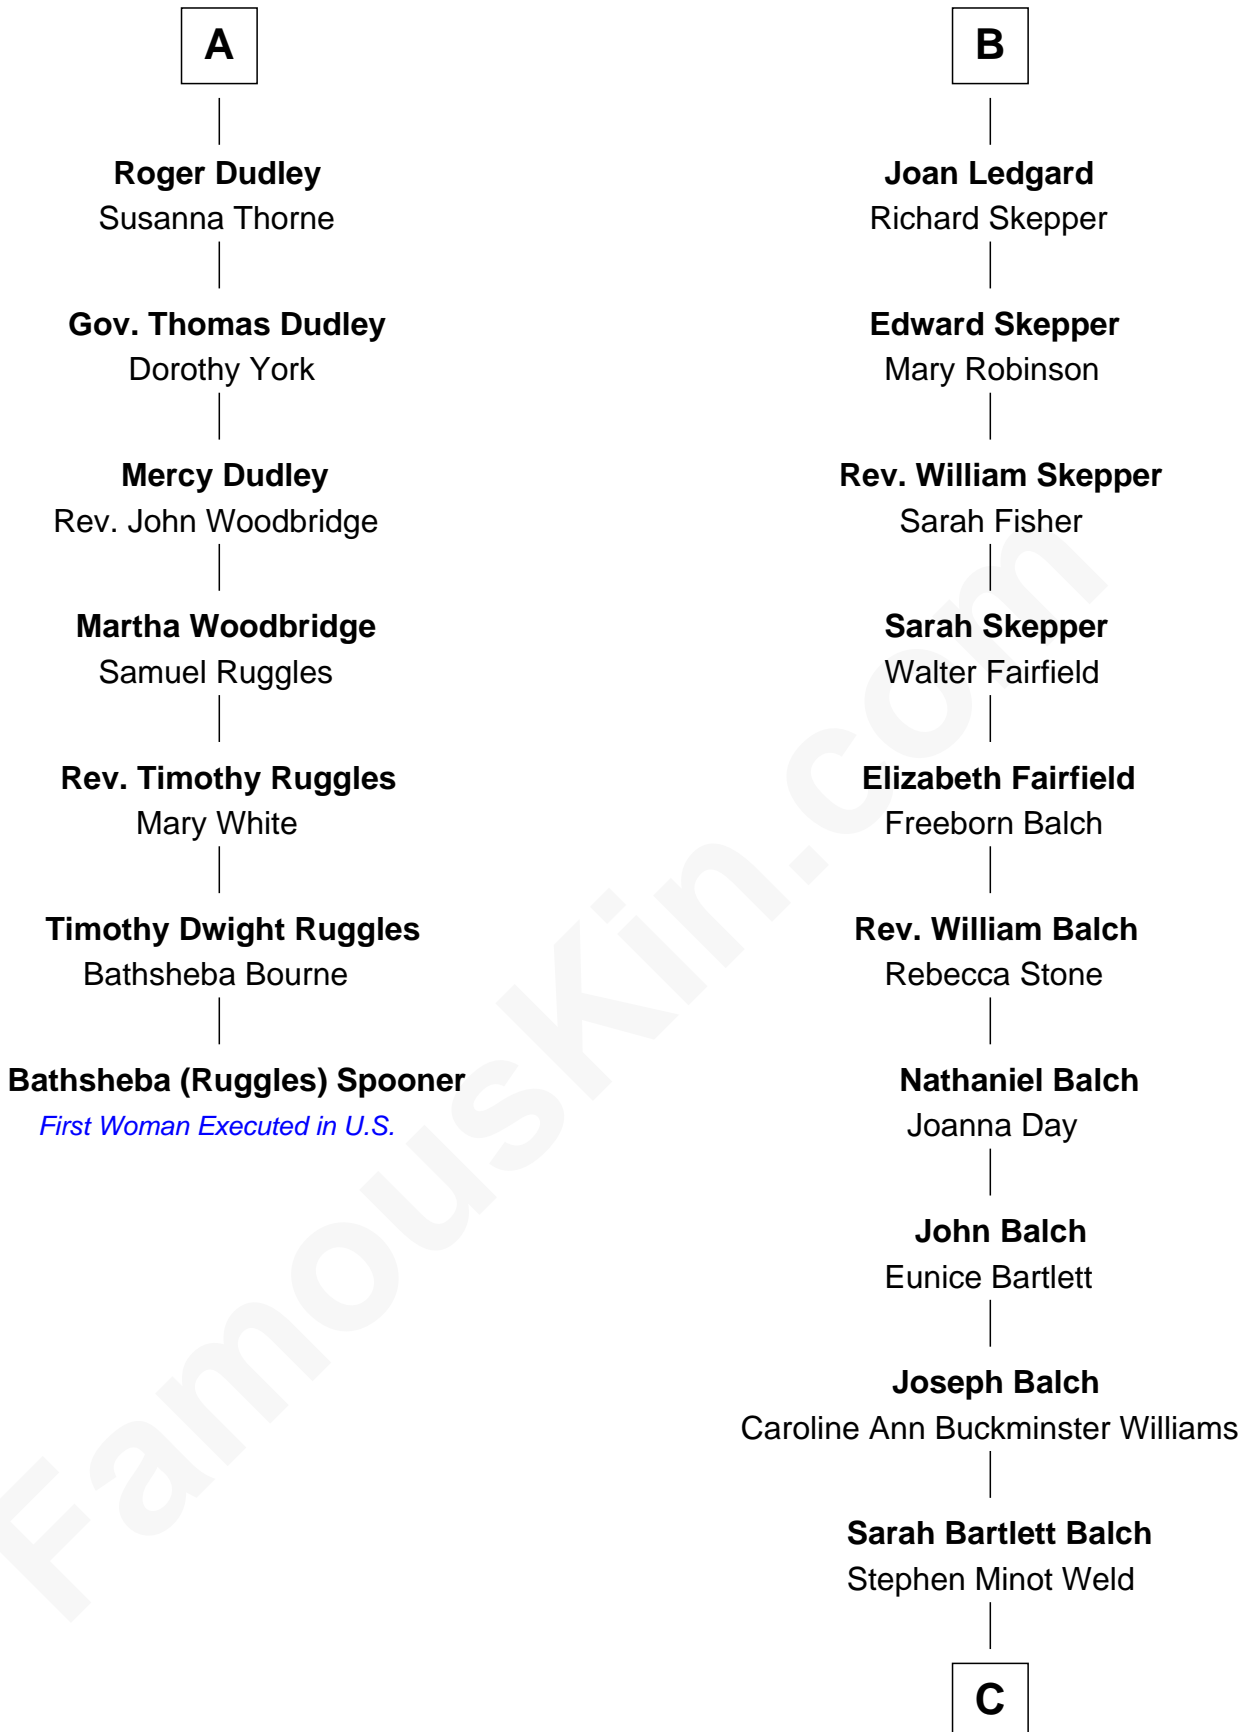 A
Roger Dudley
Susanna Thorne
Gov. Thomas Dudley
Dorothy York
Mercy Dudley
Rev. John Woodbridge
Martha Woodbridge
Samuel Ruggles
Rev. Timothy Ruggles
Mary White
Timothy Dwight Ruggles
Bathsheba Bourne
Bathsheba (Ruggles) Spooner
First Woman Executed in U.S.
B
Joan Ledgard
Richard Skepper
Edward Skepper
Mary Robinson
Rev. William Skepper
Sarah Fisher
Sarah Skepper
Walter Fairfield
Elizabeth Fairfield
Freeborn Balch
Rev. William Balch
Rebecca Stone
Nathaniel Balch
Joanna Day
John Balch
Eunice Bartlett
Joseph Balch
Caroline Ann Buckminster Williams
Sarah Bartlett Balch
Stephen Minot Weld
C
FamousKin.com